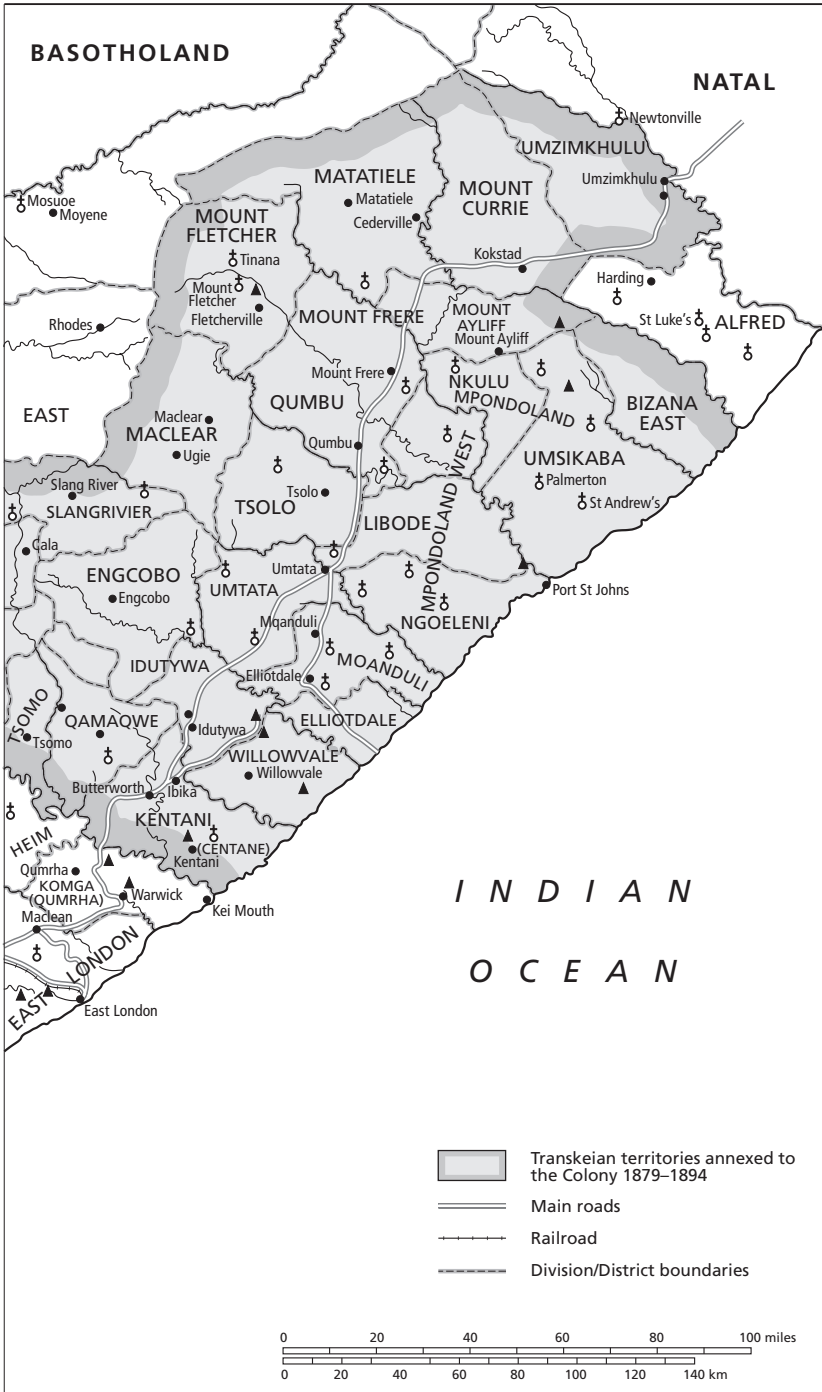 BASOTHOLAND
NATAL
Newtonville
UMZIMKHULU
Umzimkhulu
MATATIELE
Matatiele
Cederville
MOUNT
CURRIE
Mosuoe
Moyene
MOUNT
FLETCHER
Tinana
Kokstad
Mount
Fletcher
Fletcherville
Harding
St Luke's
ALFRED
MOUNT FRERE
MOUNT
AYLIFF
Mount Ayliff
Rhodes
Mount Frere
NKULU
MPONDOLAND
BIZANA
EAST
EAST
QUMBU
Maclear
MACLEAR
Ugie
Qumbu
UMSIKABA
Palmerton
St Andrew's
Slang River
SLANGRIVIER
TSOLO
Tsolo
LIBODE
MPONDOLAND WEST
Cala
ENGCOBO
Engcobo
Umtata
UMTATA
Port St Johns
NGOELENI
Mqanduli
IDUTYWA
MOANDULI
Elliotdale
TSOMO
Tsomo
QAMAQWE
Idutywa
ELLIOTDALE
WILLOWVALE
Willowvale
Butterworth
Ibika
KENTANI
(CENTANE)
Kentani
HEIM
Qumrha
KOMGA
(QUMRHA)
Warwick
Kei Mouth
Maclean
EAST LONDON
East London
INDIAN
OCEAN
Transkeian territories annexed to
the Colony 1879–1894
Main roads
Railroad
Division/District boundaries
0 20 40 60 80 100 miles
0 20 40 60 80 100 120 140 km